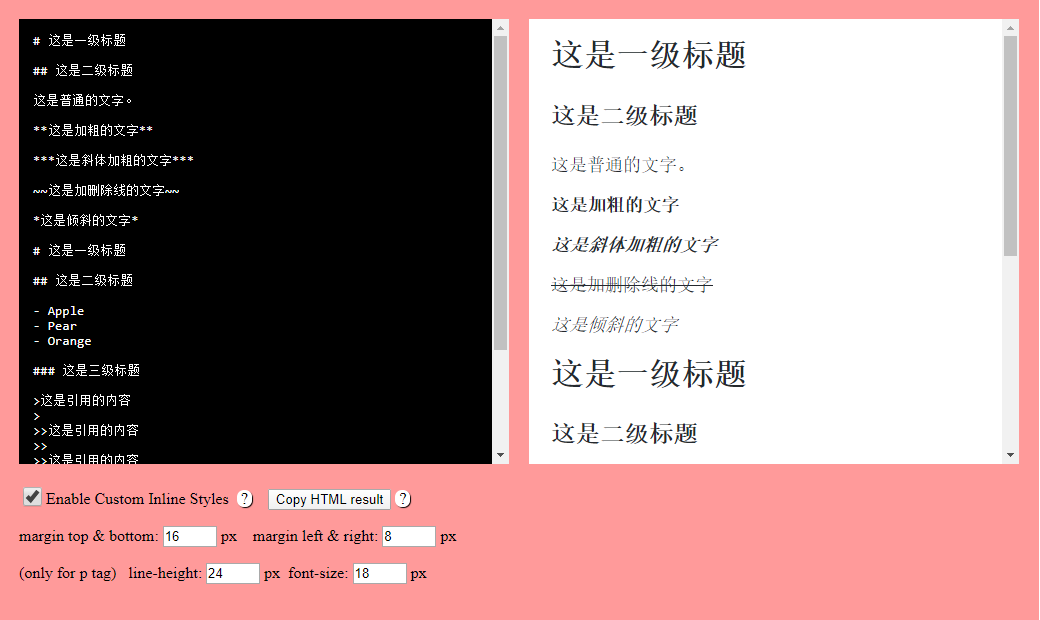 # 这是一级标题
## 这是二级标题
这是普通的文字。
**这是加粗的文字**
***这是斜体加粗的文字***
~~这是加删除线的文字~~
*这是倾斜的文字*
# 这是一级标题
## 这是二级标题
- Apple
- Pear
- Orange
### 这是三级标题
>这是引用的内容
>
>>这是引用的内容
>>
>>这是引用的内容
这是一级标题
这是二级标题
这是普通的文字。
这是加粗的文字
这是斜体加粗的文字
这是加删除线的文字
这是倾斜的文字
这是一级标题
这是二级标题
Enable Custom Inline Styles ? Copy HTML result ?
margin top & bottom: 16 px margin left & right: 8 px
(only for p tag) line-height: 24 px font-size: 18 px